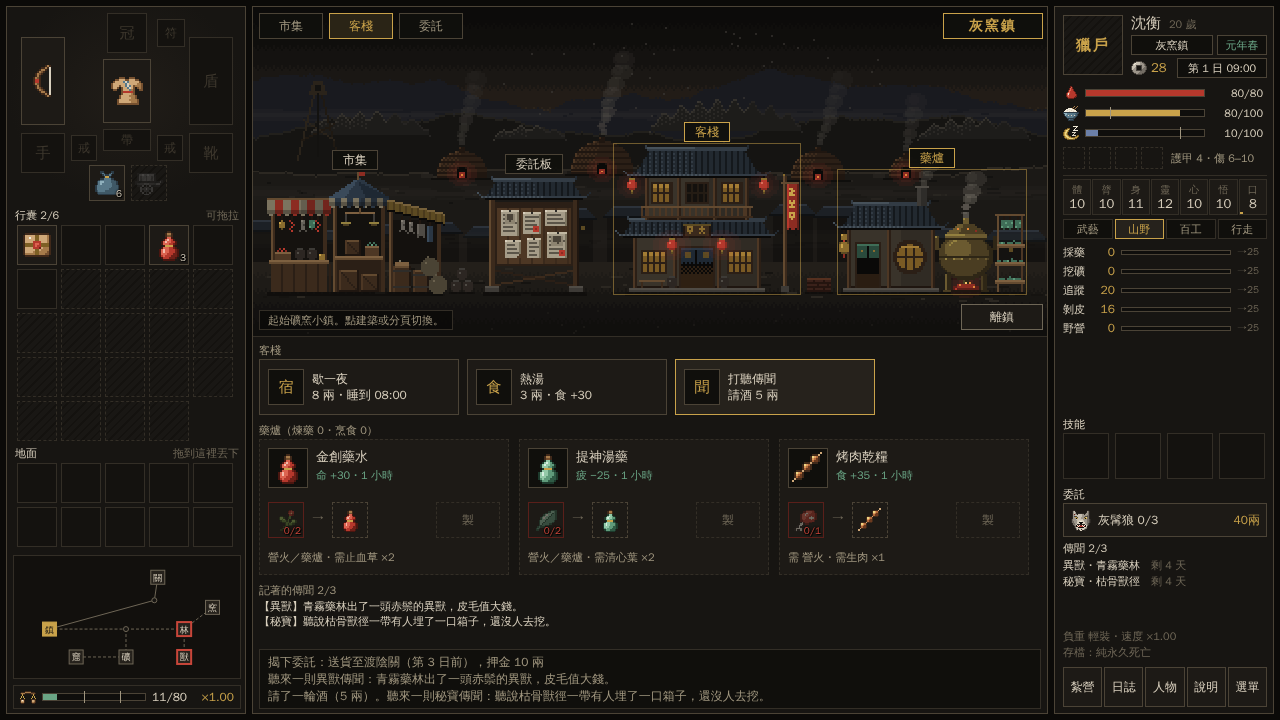 冠
符
盾
手
戒
帶
戒
靴
6
行囊 2/6
可拖拉
3
地面
拖到這裡丟下
關
窯
鎮
林
窟
礦
獸
11/80
×1.00
市集
客棧
委託
灰窯鎮
市集
委託板
客棧
藥爐
起始礦窯小鎮。點建築或分頁切換。
離鎮
客棧
宿
歇一夜
8 兩・睡到 08:00
食
熱湯
3 兩・食 +30
聞
打聽傳聞
請酒 5 兩
藥爐（煉藥 0・烹食 0）
金創藥水
命 +30・1 小時
0/2
→
製
營火／藥爐・需止血草 ×2
提神湯藥
疲 −25・1 小時
0/2
→
製
營火／藥爐・需清心葉 ×2
烤肉乾糧
食 +35・1 小時
0/1
→
製
需 營火・需生肉 ×1
記著的傳聞 2/3
【異獸】青霧藥林出了一頭赤鬃的異獸，皮毛值大錢。
【秘寶】聽說枯骨獸徑一帶有人埋了一口箱子，還沒人去挖。
揭下委託：送貨至渡陰關（第 3 日前），押金 10 兩
聽來一則異獸傳聞：青霧藥林出了一頭赤鬃的異獸，皮毛值大錢。
請了一輪酒（5 兩）。聽來一則秘寶傳聞：聽說枯骨獸徑一帶有人埋了一口箱子，還沒人去挖。
獵戶
沈衡 20 歲
灰窯鎮
元年春
28
第 1 日 09:00
80/80
80/100
10/100
護甲 4・傷 6–10
體
10
臂
10
身
11
靈
12
心
10
悟
10
口
8
武藝
山野
百工
行走
採藥 0 →25
挖礦 0 →25
追蹤 20 →25
剝皮 16 →25
野營 0 →25
技能
委託
灰髯狼 0/3
40兩
傳聞 2/3
異獸・青霧藥林 剩 4 天
秘寶・枯骨獸徑 剩 4 天
負重 輕裝・速度 ×1.00
存檔：純永久死亡
紮營
日誌
人物
說明
選單